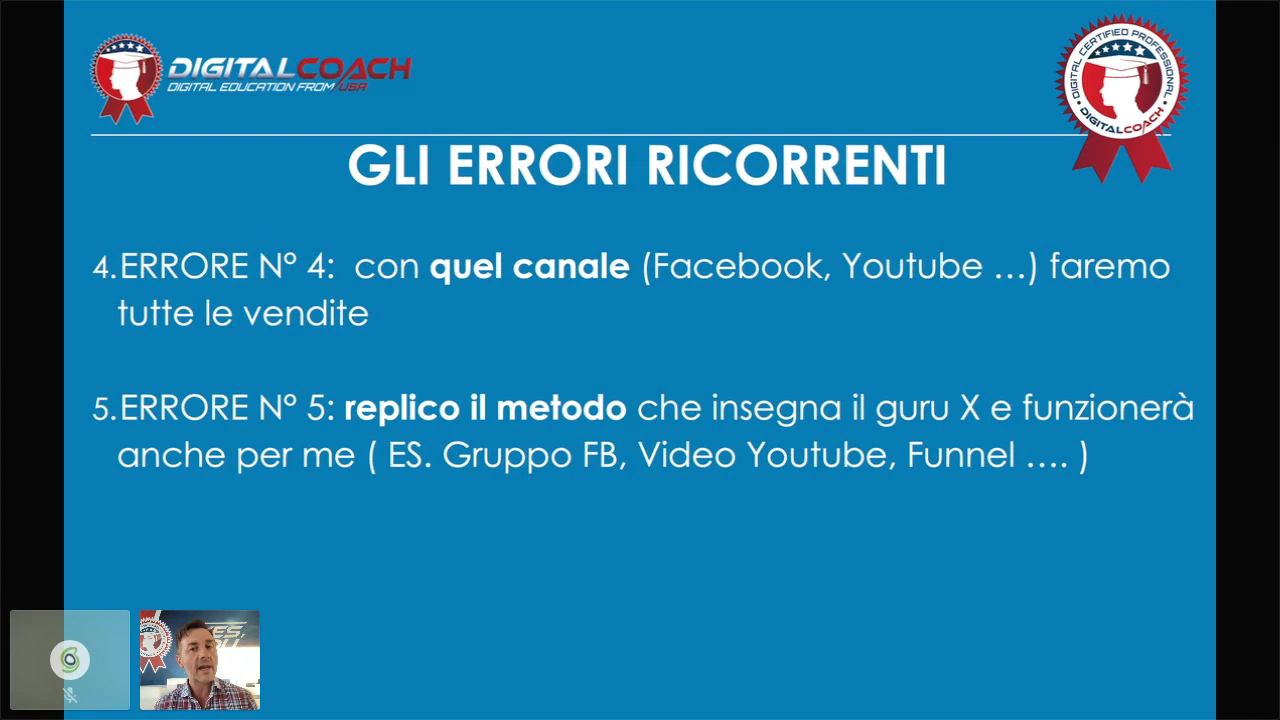 DIGITALCOACH
DIGITAL EDUCATION FROM USA
DIGITAL CERTIFIED PROFESSIONAL
DIGITALCOACH
GLI ERRORI RICORRENTI
4.ERRORE N° 4: con quel canale (Facebook, Youtube …) faremo
tutte le vendite
5.ERRORE N° 5: replico il metodo che insegna il guru X e funzionerà
anche per me ( ES. Gruppo FB, Video Youtube, Funnel …. )